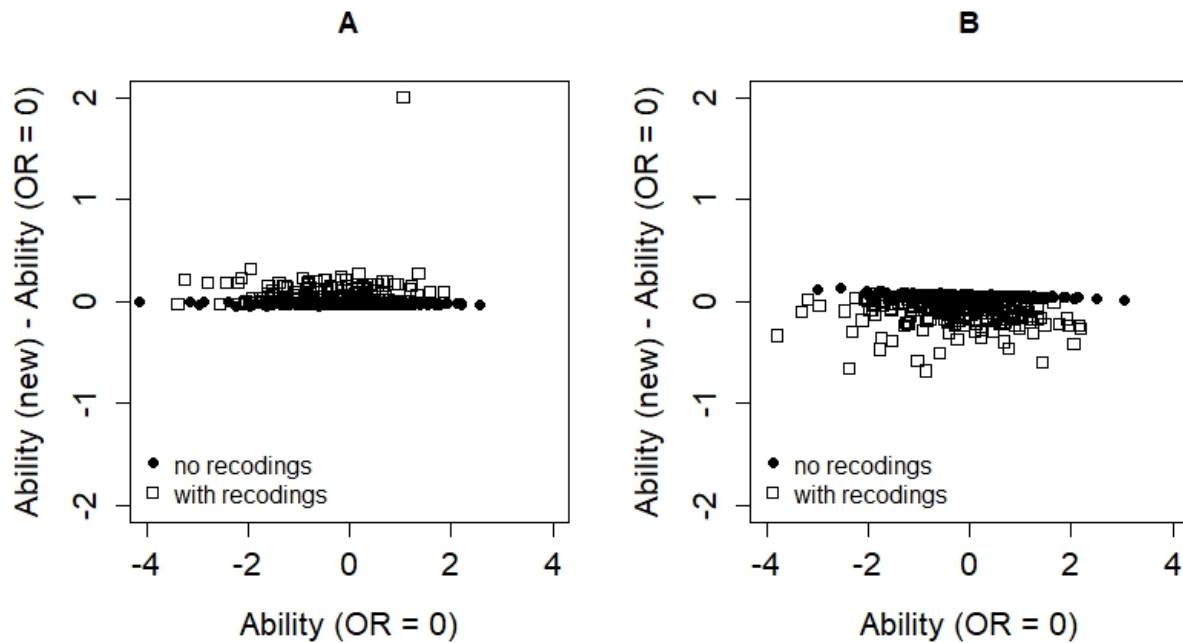 A
Ability (new) - Ability (OR = 0)
2
1
0
-1
-2
no recodings
with recodings
-4 -2 0 2 4
Ability (OR = 0)
B
Ability (new) - Ability (OR = 0)
2
1
0
-1
-2
no recodings
with recodings
-4 -2 0 2 4
Ability (OR = 0)